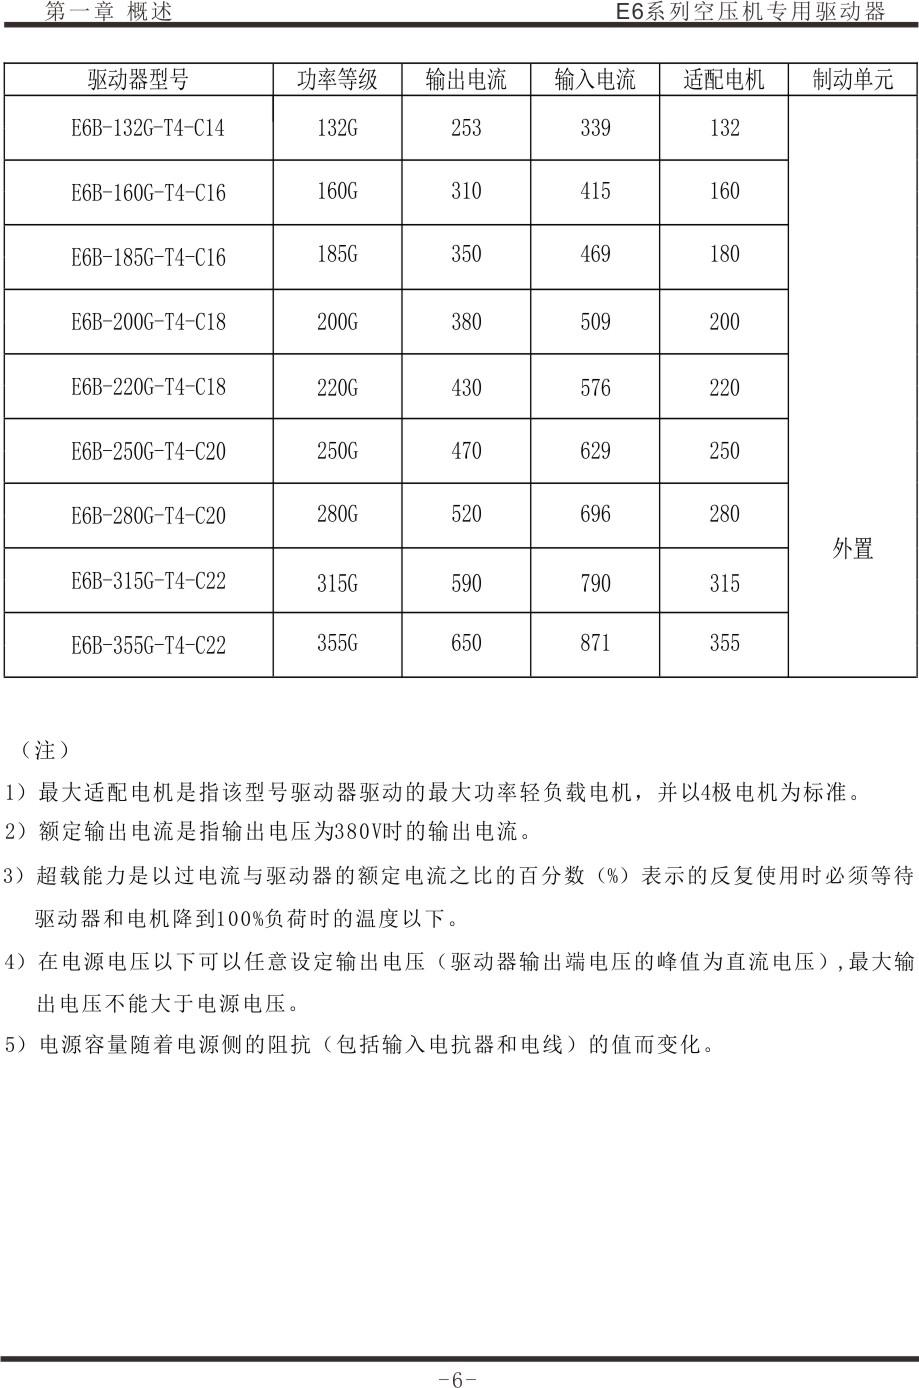 第一章 概述 E6系列空压机专用驱动器
驱动器型号 功率等级 输出电流 输入电流 适配电机 制动单元
E6B-132G-T4-C14 132G 253 339 132
E6B-160G-T4-C16 160G 310 415 160
E6B-185G-T4-C16 185G 350 469 180
E6B-200G-T4-C18 200G 380 509 200
E6B-220G-T4-C18 220G 430 576 220
E6B-250G-T4-C20 250G 470 629 250
E6B-280G-T4-C20 280G 520 696 280
外置
E6B-315G-T4-C22 315G 590 790 315
E6B-355G-T4-C22 355G 650 871 355
（注）
1）最大适配电机是指该型号驱动器驱动的最大功率轻负载电机，并以4极电机为标准。
2）额定输出电流是指输出电压为380V时的输出电流。
3）超载能力是以过电流与驱动器的额定电流之比的百分数（%）表示的反复使用时必须等待
驱动器和电机降到100%负荷时的温度以下。
4）在电源电压以下可以任意设定输出电压（驱动器输出端电压的峰值为直流电压）,最大输
出电压不能大于电源电压。
5）电源容量随着电源侧的阻抗（包括输入电抗器和电线）的值而变化。
-6-